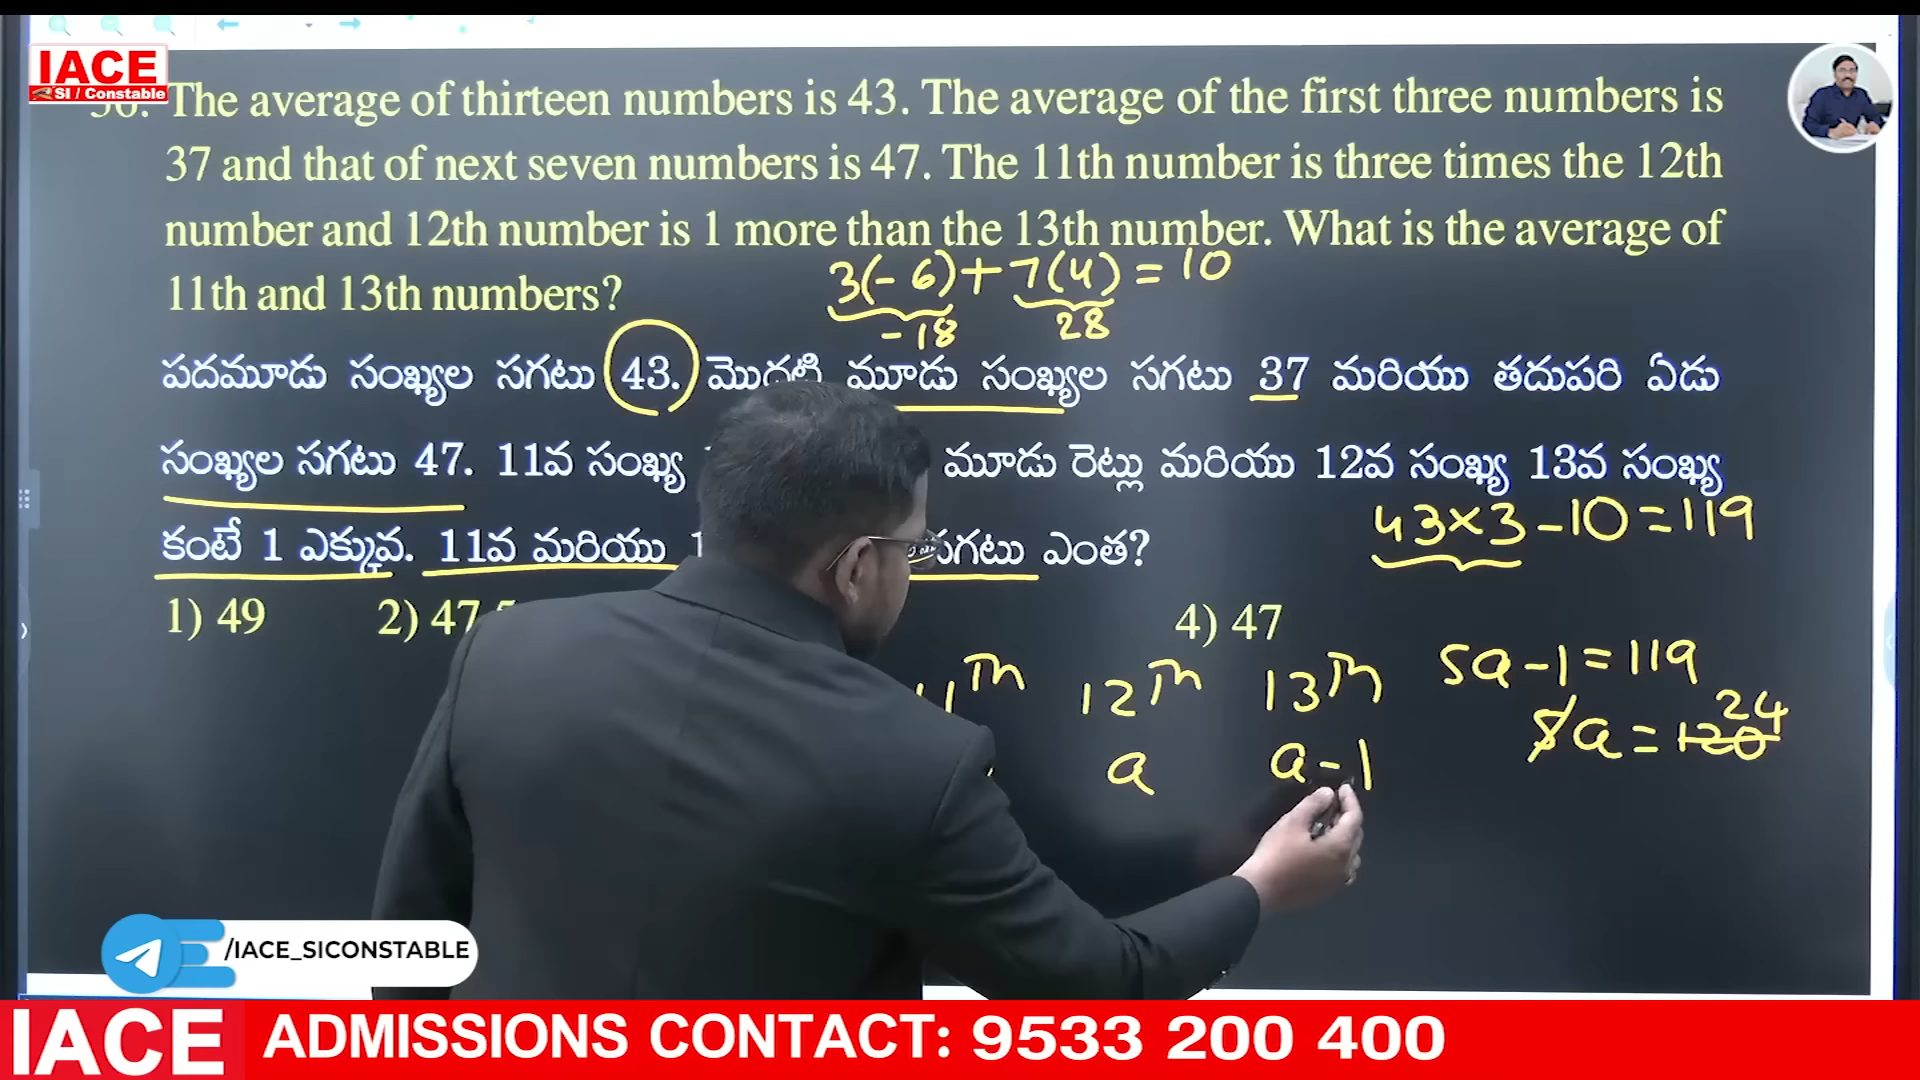 IACE
SI / Constable
The average of thirteen numbers is 43. The average of the first three numbers is
37 and that of next seven numbers is 47. The 11th number is three times the 12th
number and 12th number is 1 more than the 13th number. What is the average of
11th and 13th numbers?
3(-6)+7(4)=10
-18 28
పదమూడు సంఖ్యల సగటు 43. మొదటి మూడు సంఖ్యల సగటు 37 మరియు తదుపరి ఏడు
సంఖ్యల సగటు 47. 11వ సంఖ్య మూడు రెట్లు మరియు 12వ సంఖ్య 13వ సంఖ్య
43×3-10=119
కంటే 1 ఎక్కువ. 11వ మరియు సగటు ఎంత?
1) 49 2) 47 4) 47
12th 13th 5a-1=119
a a-1 5a=120 24
/IACE_SICONSTABLE
IACE ADMISSIONS CONTACT: 9533 200 400